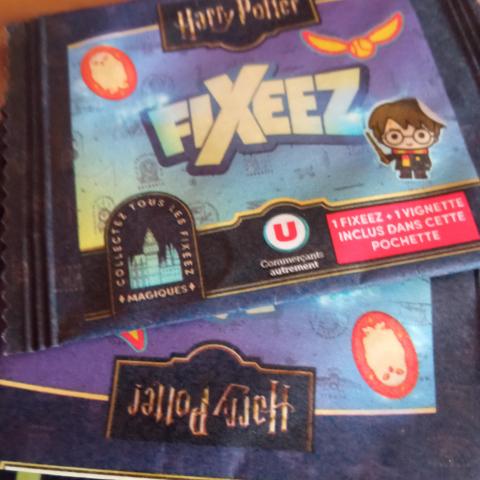 Harry Potter
FIXEEZ
COLLECTEZ TOUS LES FIXEEZ
MAGIQUES
U
Commerçants
autrement
1 FIXEEZ + 1 VIGNETTE
INCLUS DANS CETTE
POCHETTE
Harry Potter